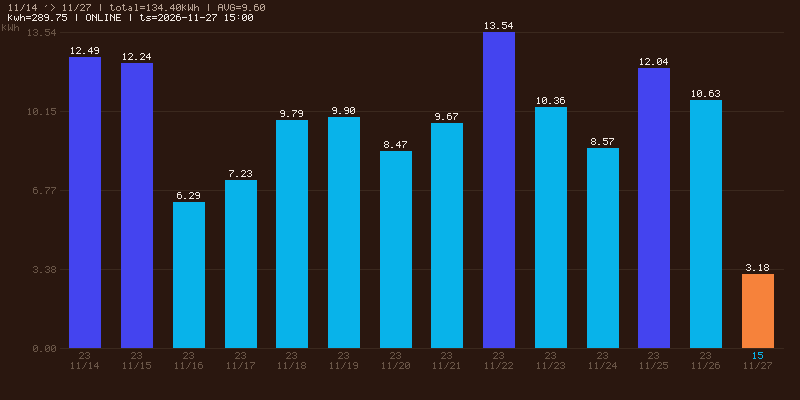 11/14 -> 11/27 | total=134.40kWh | AVG=9.60
Kwh=289.75 | ONLINE | ts=2026-11-27 15:00
kWh
13.54
10.15
6.77
3.38
0.00
12.49 12.24 6.29 7.23 9.79 9.90 8.47 9.67 13.54 10.36 8.57 12.04 10.63 3.18
23 23 23 23 23 23 23 23 23 23 23 23 23 15
11/14 11/15 11/16 11/17 11/18 11/19 11/20 11/21 11/22 11/23 11/24 11/25 11/26 11/27